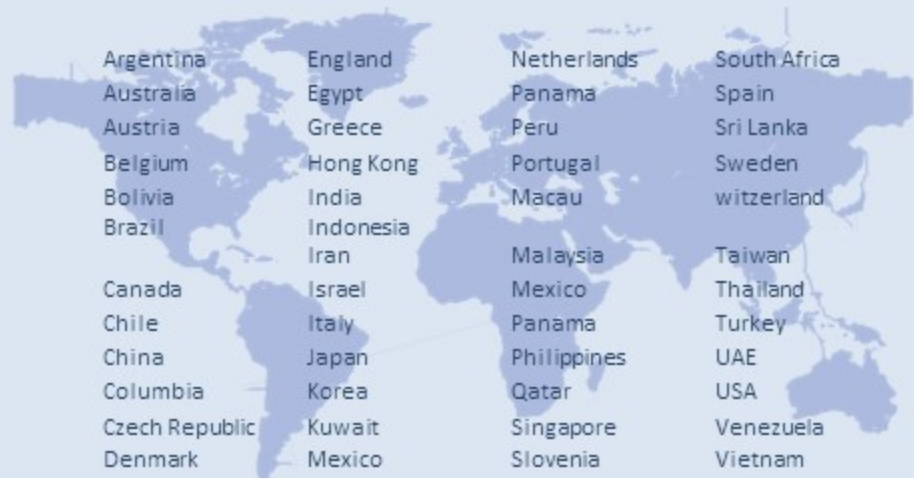 Argentina England Netherlands South Africa
Australia Egypt Panama Spain
Austria Greece Peru Sri Lanka
Belgium Hong Kong Portugal Sweden
Bolivia India Macau witzerland
Brazil Indonesia
Iran Malaysia Taiwan
Canada Israel Mexico Thailand
Chile Italy Panama Turkey
China Japan Philippines UAE
Columbia Korea Qatar USA
Czech Republic Kuwait Singapore Venezuela
Denmark Mexico Slovenia Vietnam